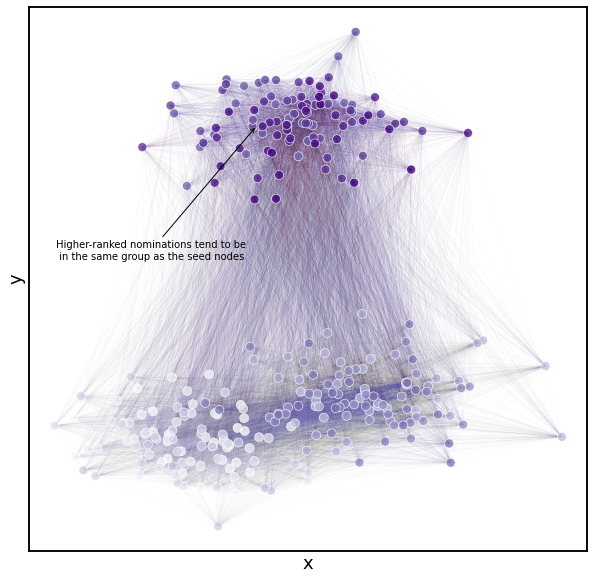 Higher-ranked nominations tend to be
in the same group as the seed nodes
y
x